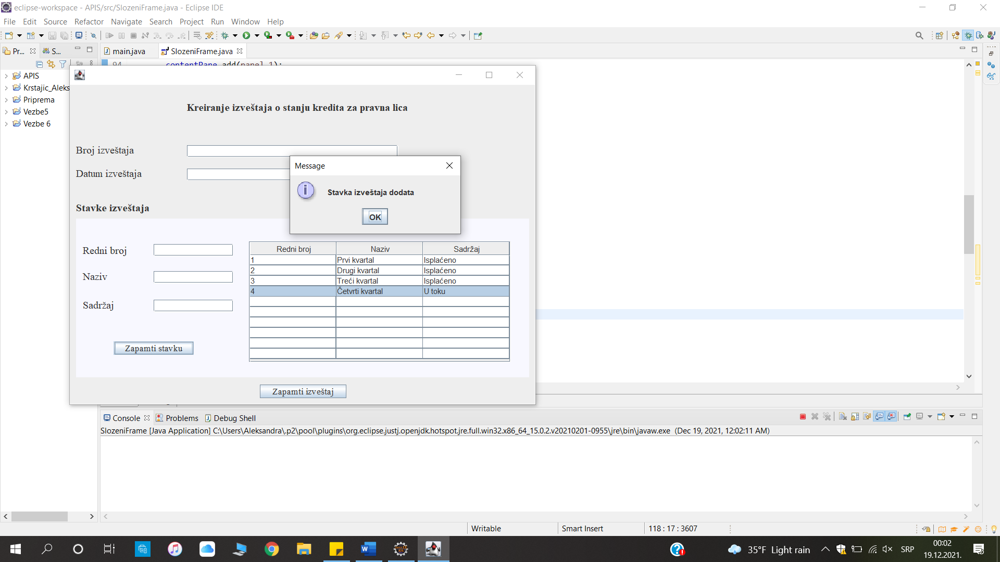 eclipse-workspace - APIS/src/SlozeniFrame.java - Eclipse IDE
File Edit Source Refactor Navigate Search Project Run Window Help
Pr... S... main.java SlozeniFrame.java
94 contentPane.add(panel_1);
APIS
Krstajic_Aleks
Priprema
Vezbe5
Vezbe 6
Kreiranje izveštaja o stanju kredita za pravna lica
Broj izveštaja
Datum izveštaja
Message
Stavka izveštaja dodata
OK
Stavke izveštaja
Redni broj
Naziv
Sadržaj
Zapamti stavku
Redni broj Naziv Sadržaj
1 Prvi kvartal Isplaćeno
2 Drugi kvartal Isplaćeno
3 Treći kvartal Isplaćeno
4 Četvrti kvartal U toku
Zapamti izveštaj
Console Problems Debug Shell
SlozeniFrame [Java Application] C:\Users\Aleksandra\.p2\pool\plugins\org.eclipse.justj.openjdk.hotspot.jre.full.win32.x86_64_15.0.2.v20210201-0955\jre\bin\javaw.exe (Dec 19, 2021, 12:02:11 AM)
Writable Smart Insert 118 : 17 : 3607
35°F Light rain SRP 00:02
19.12.2021.